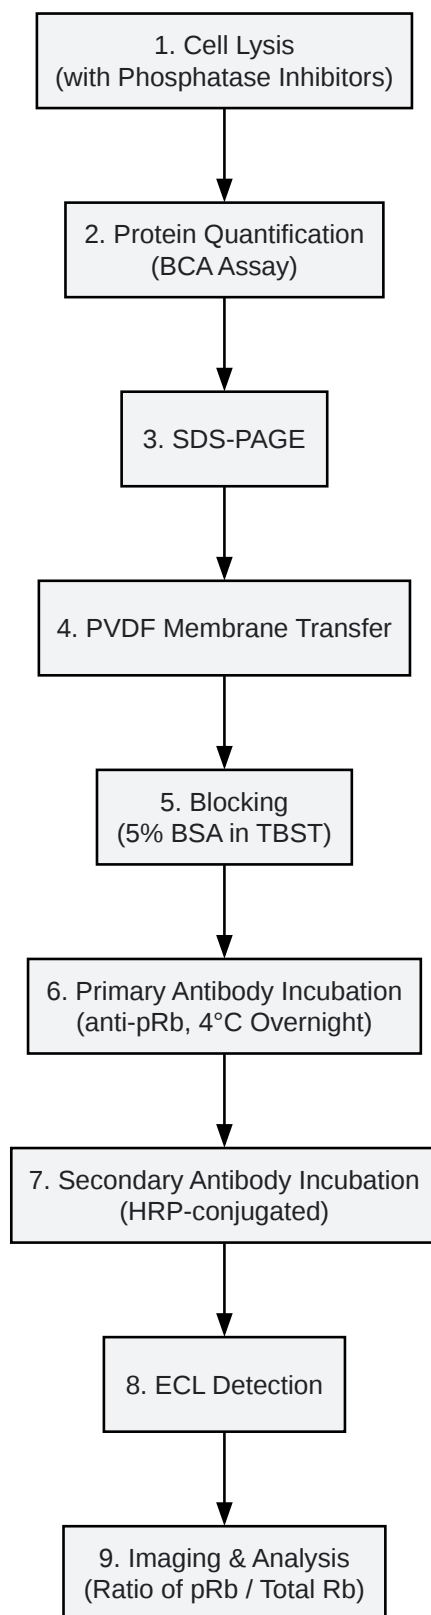 1. Cell Lysis
(with Phosphatase Inhibitors)
2. Protein Quantification
(BCA Assay)
3. SDS-PAGE
4. PVDF Membrane Transfer
5. Blocking
(5% BSA in TBST)
6. Primary Antibody Incubation
(anti-pRb, 4°C Overnight)
7. Secondary Antibody Incubation
(HRP-conjugated)
8. ECL Detection
9. Imaging & Analysis
(Ratio of pRb / Total Rb)